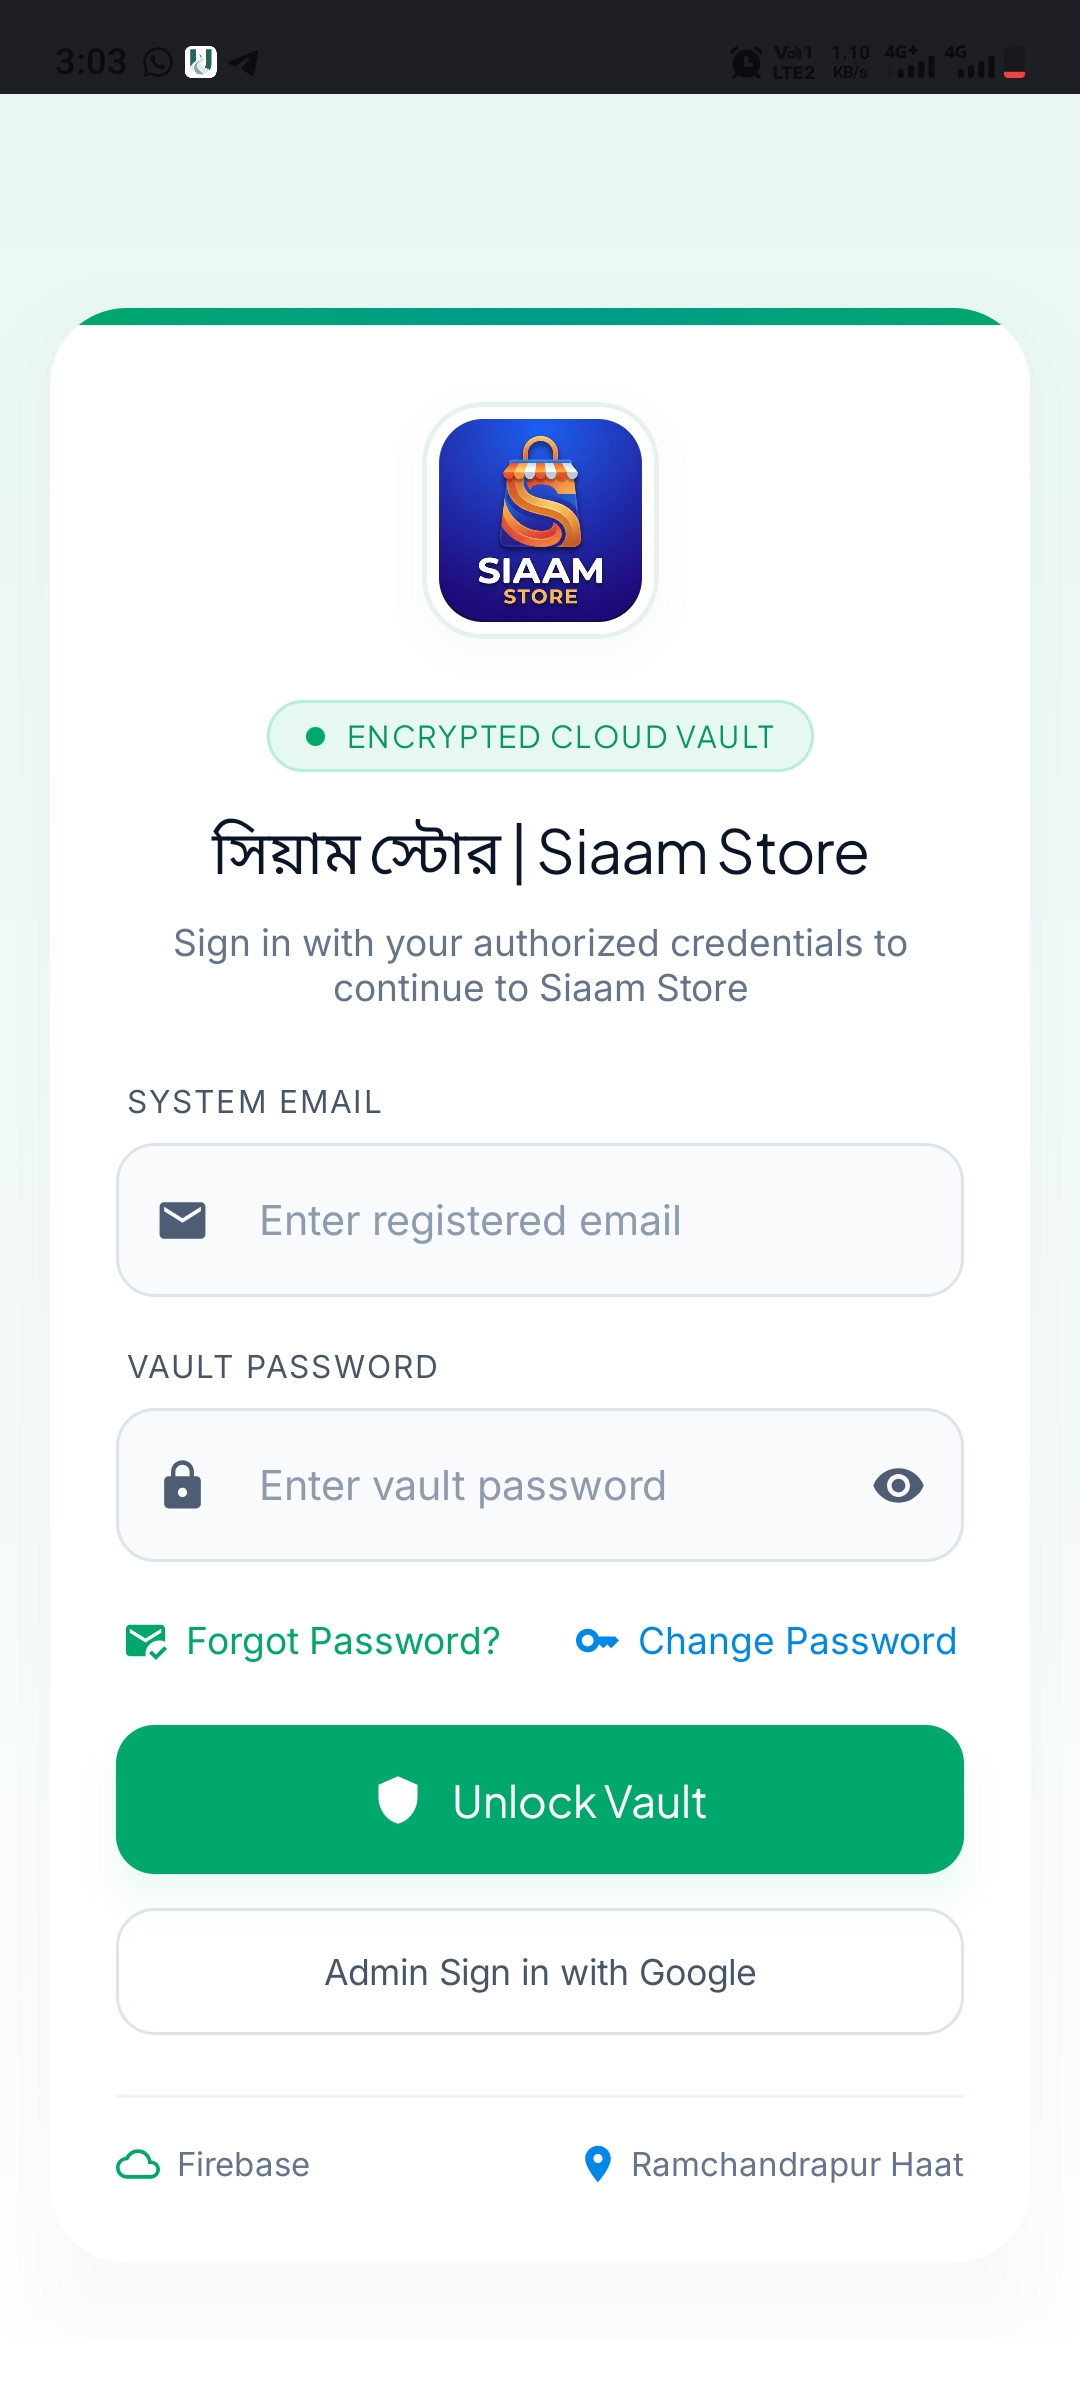 3:03
Vo)) 1
LTE2
1.10
KB/s
4G+
4G
SIAAM
STORE
ENCRYPTED CLOUD VAULT
সিয়াম স্টোর | Siaam Store
Sign in with your authorized credentials to
continue to Siaam Store
SYSTEM EMAIL
Enter registered email
VAULT PASSWORD
Enter vault password
Forgot Password?
Change Password
Unlock Vault
Admin Sign in with Google
Firebase
Ramchandrapur Haat